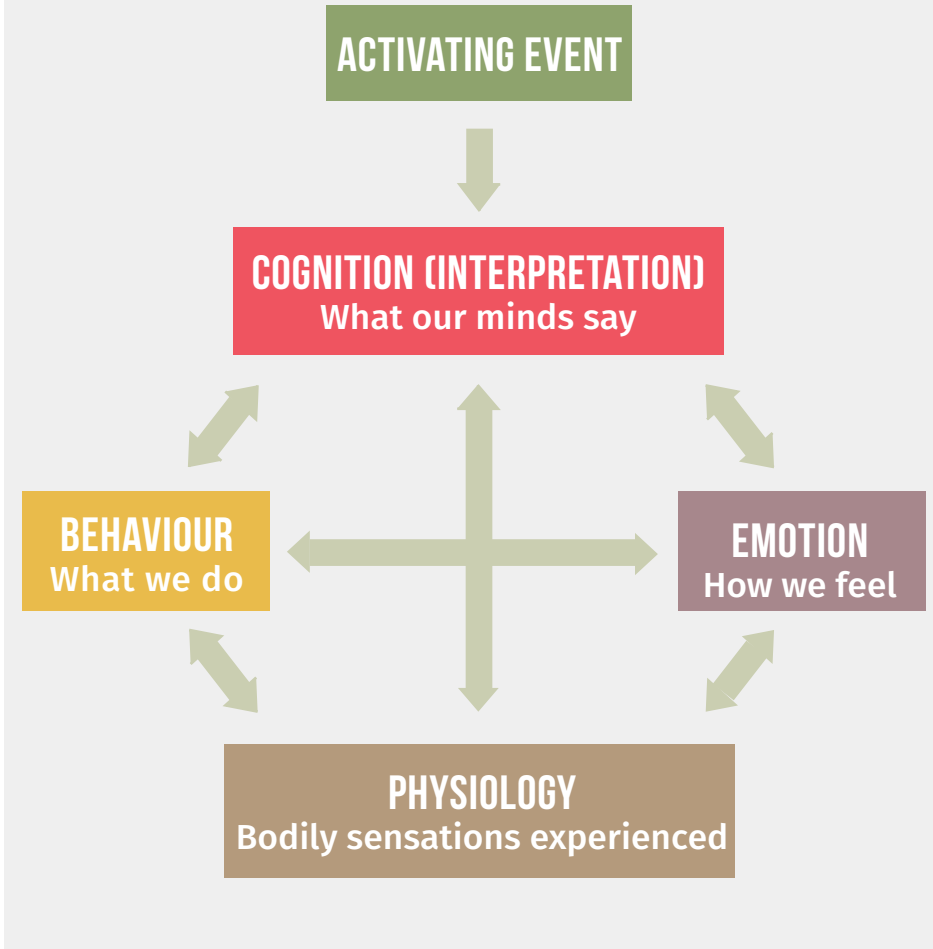 ACTIVATING EVENT
COGNITION (INTERPRETATION)
What our minds say
BEHAVIOUR
What we do
EMOTION
How we feel
PHYSIOLOGY
Bodily sensations experienced